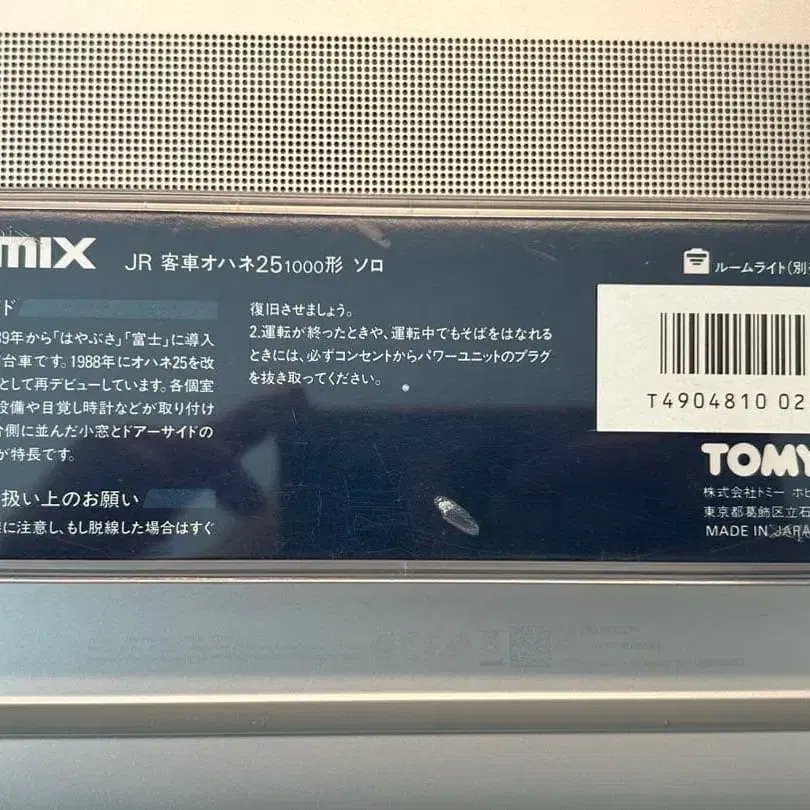 mix JR 客車オハネ251000形 ソロ
ルームライト(別
ド
復旧させましょう。
39年から「はやぶさ」「富士」に導入
2.運転が終ったときや、運転中でもそばをはなれる
台車です。1988年にオハネ25を改
ときには、必ずコンセントからパワーユニットのプラグ
として再デビューしています。各個室
を抜き取ってください。
設備や目覚し時計などが取り付け
側に並んだ小窓とドアーサイドの
が特長です。
扱い上のお願い
に注意し、もし脱線した場合はすぐ
T4904810 02
TOMY
株式会社トミー ホビ
東京都葛飾区立石
MADE IN JAPA